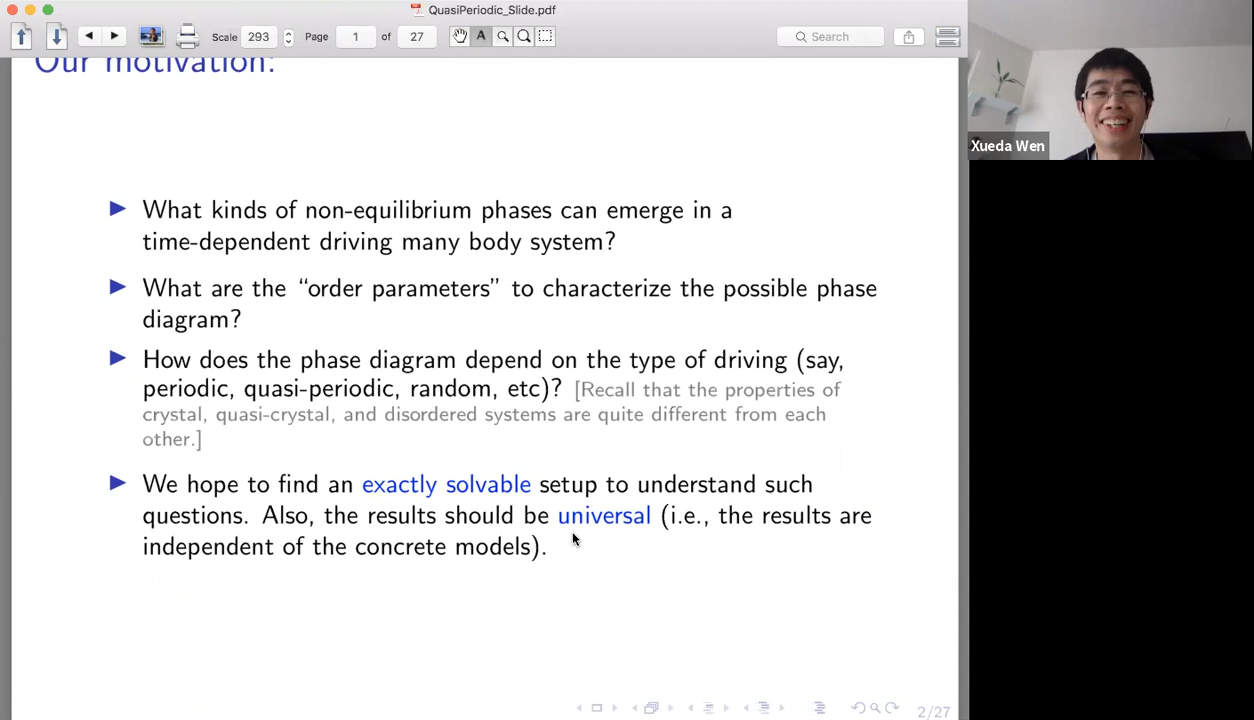 QuasiPeriodic_Slide.pdf
Scale 293 Page 1 of 27 A Search
Our motivation:
Xueda Wen
What kinds of non-equilibrium phases can emerge in a
time-dependent driving many body system?
What are the “order parameters” to characterize the possible phase
diagram?
How does the phase diagram depend on the type of driving (say,
periodic, quasi-periodic, random, etc)? [Recall that the properties of
crystal, quasi-crystal, and disordered systems are quite different from each
other.]
We hope to find an exactly solvable setup to understand such
questions. Also, the results should be universal (i.e., the results are
independent of the concrete models).
2/27